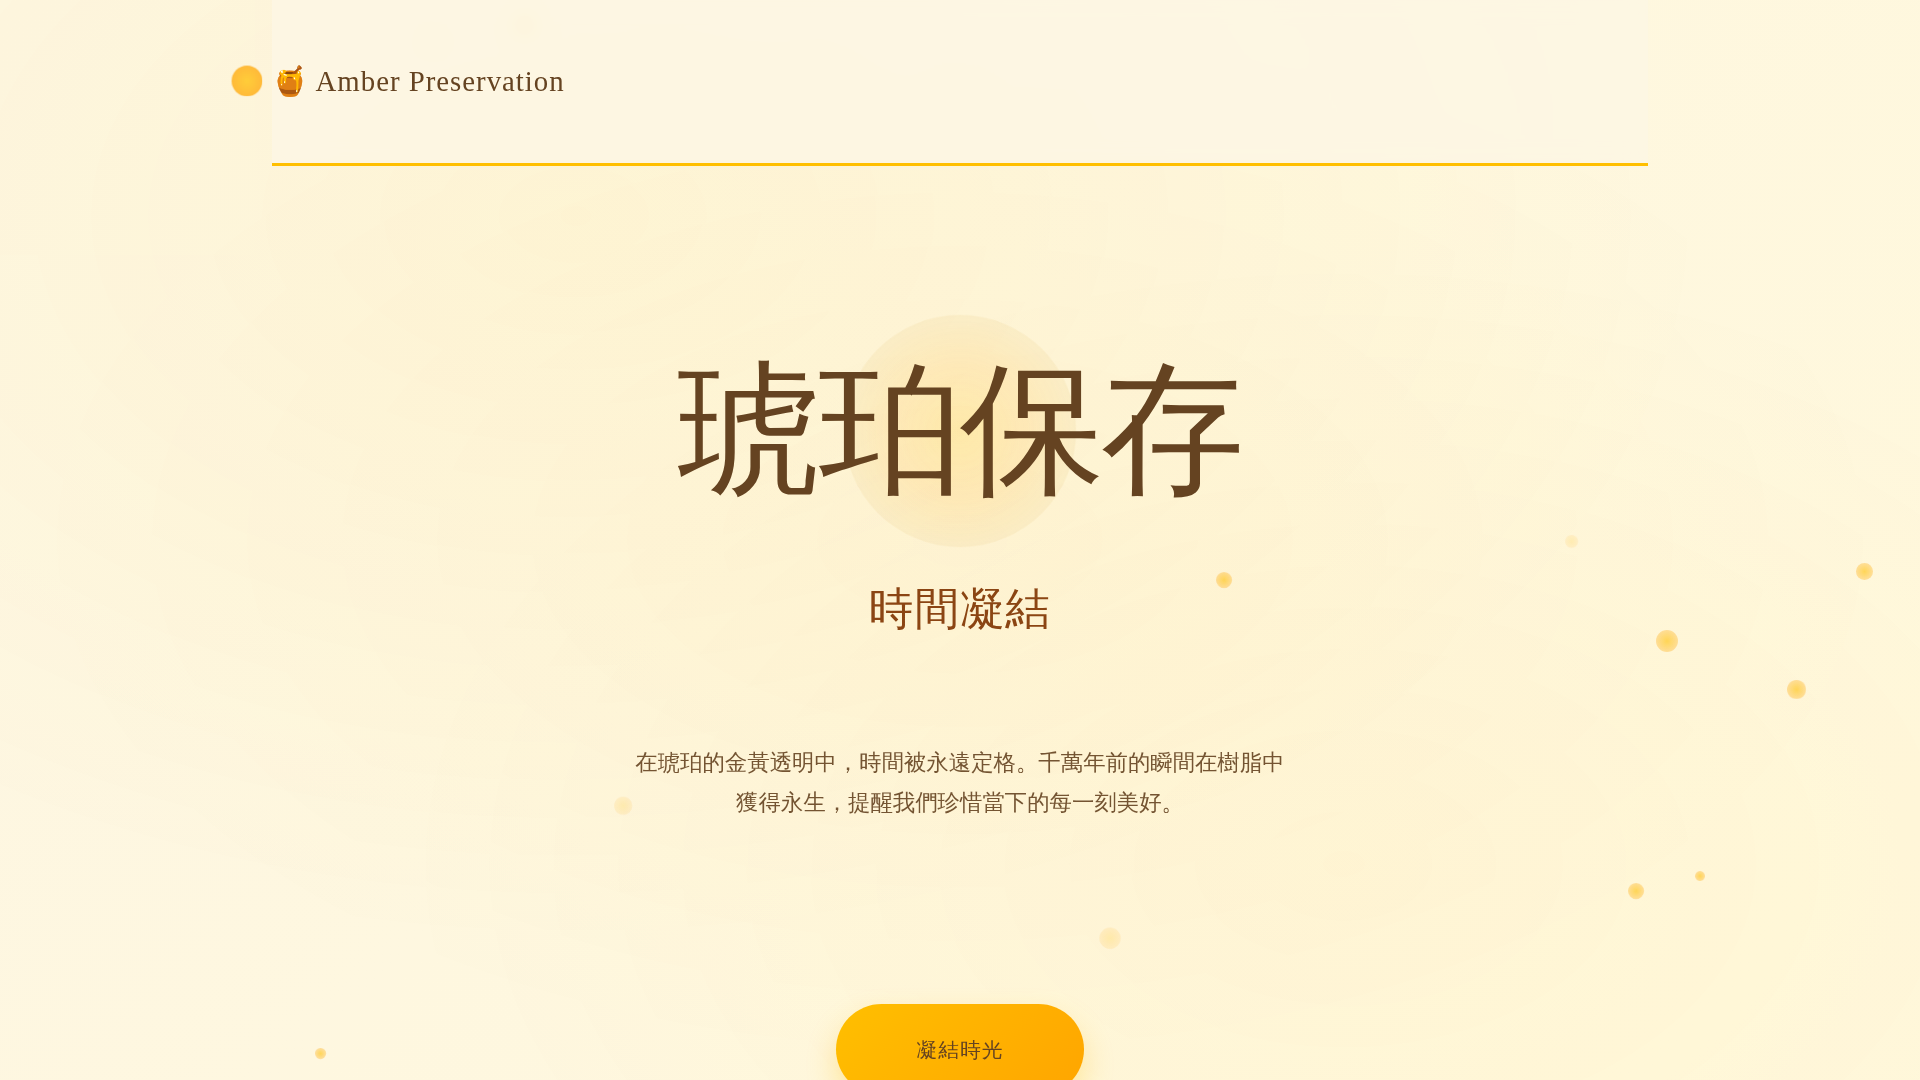 🍯 Amber Preservation
琥珀保存
時間凝結
在琥珀的金黃透明中，時間被永遠定格。千萬年前的瞬間在樹脂中
獲得永生，提醒我們珍惜當下的每一刻美好。
凝結時光